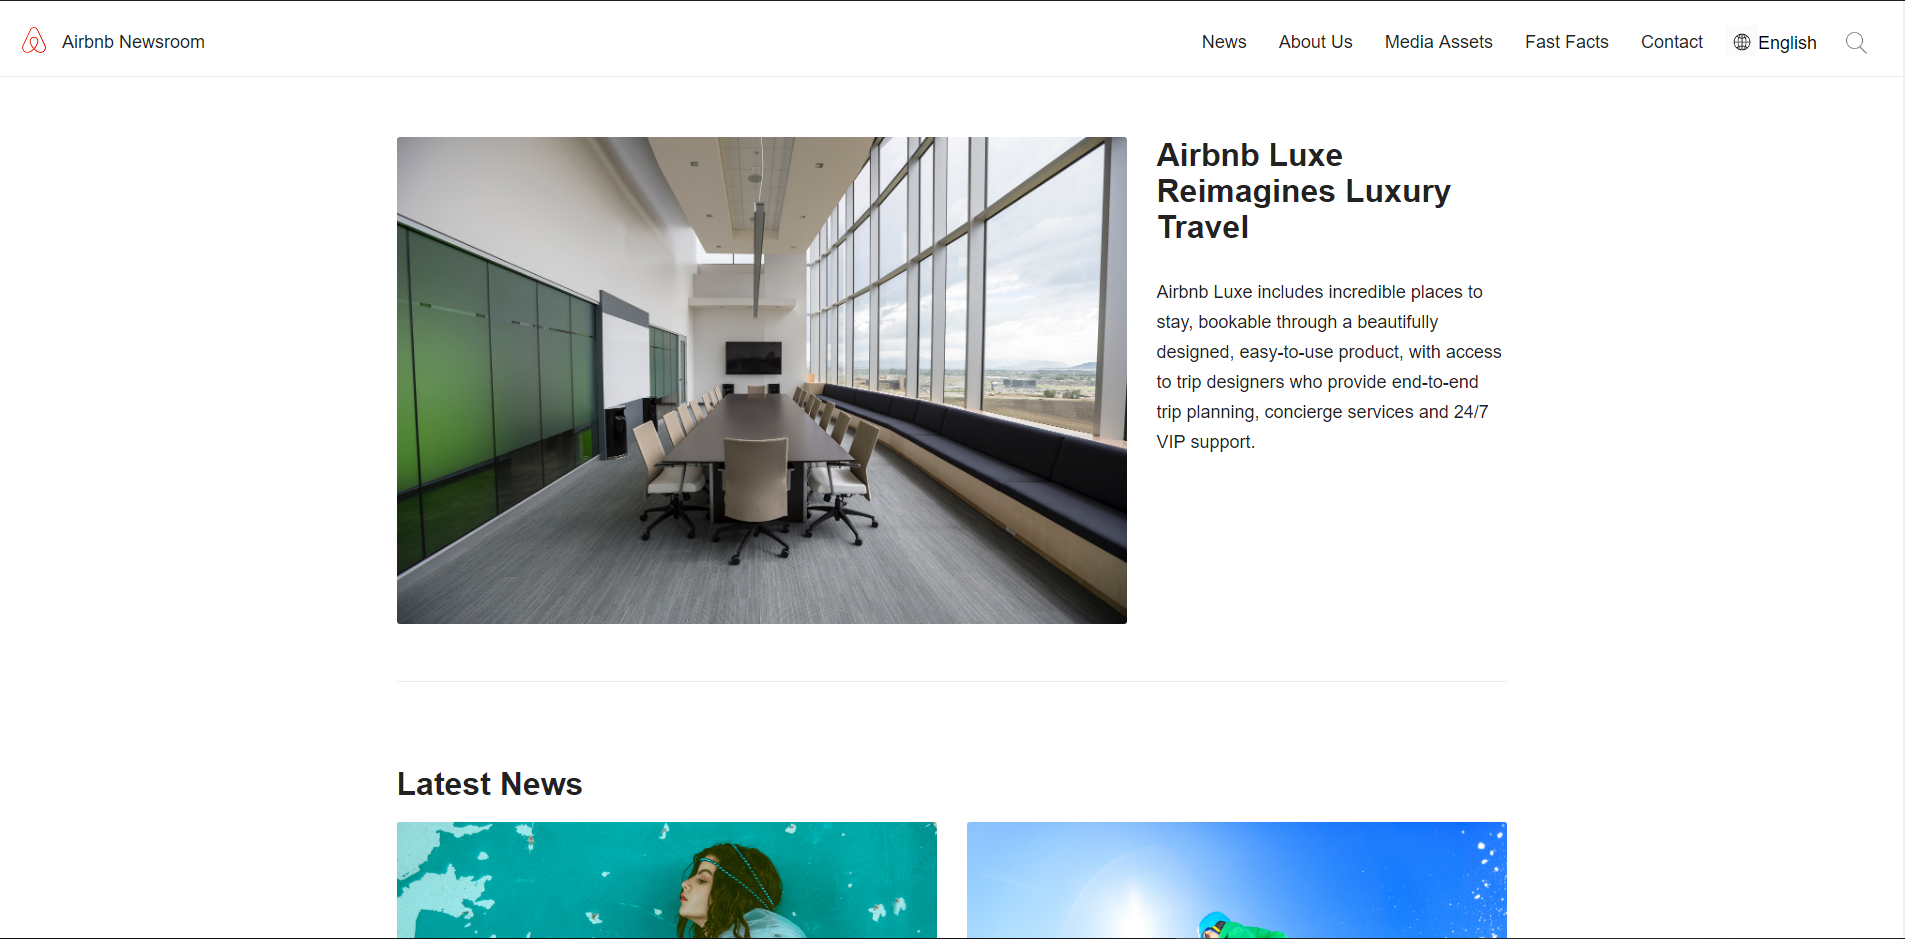 Airbnb Newsroom
News
About Us
Media Assets
Fast Facts
Contact
English
Airbnb Luxe
Reimagines Luxury
Travel
Airbnb Luxe includes incredible places to
stay, bookable through a beautifully
designed, easy-to-use product, with access
to trip designers who provide end-to-end
trip planning, concierge services and 24/7
VIP support.
Latest News